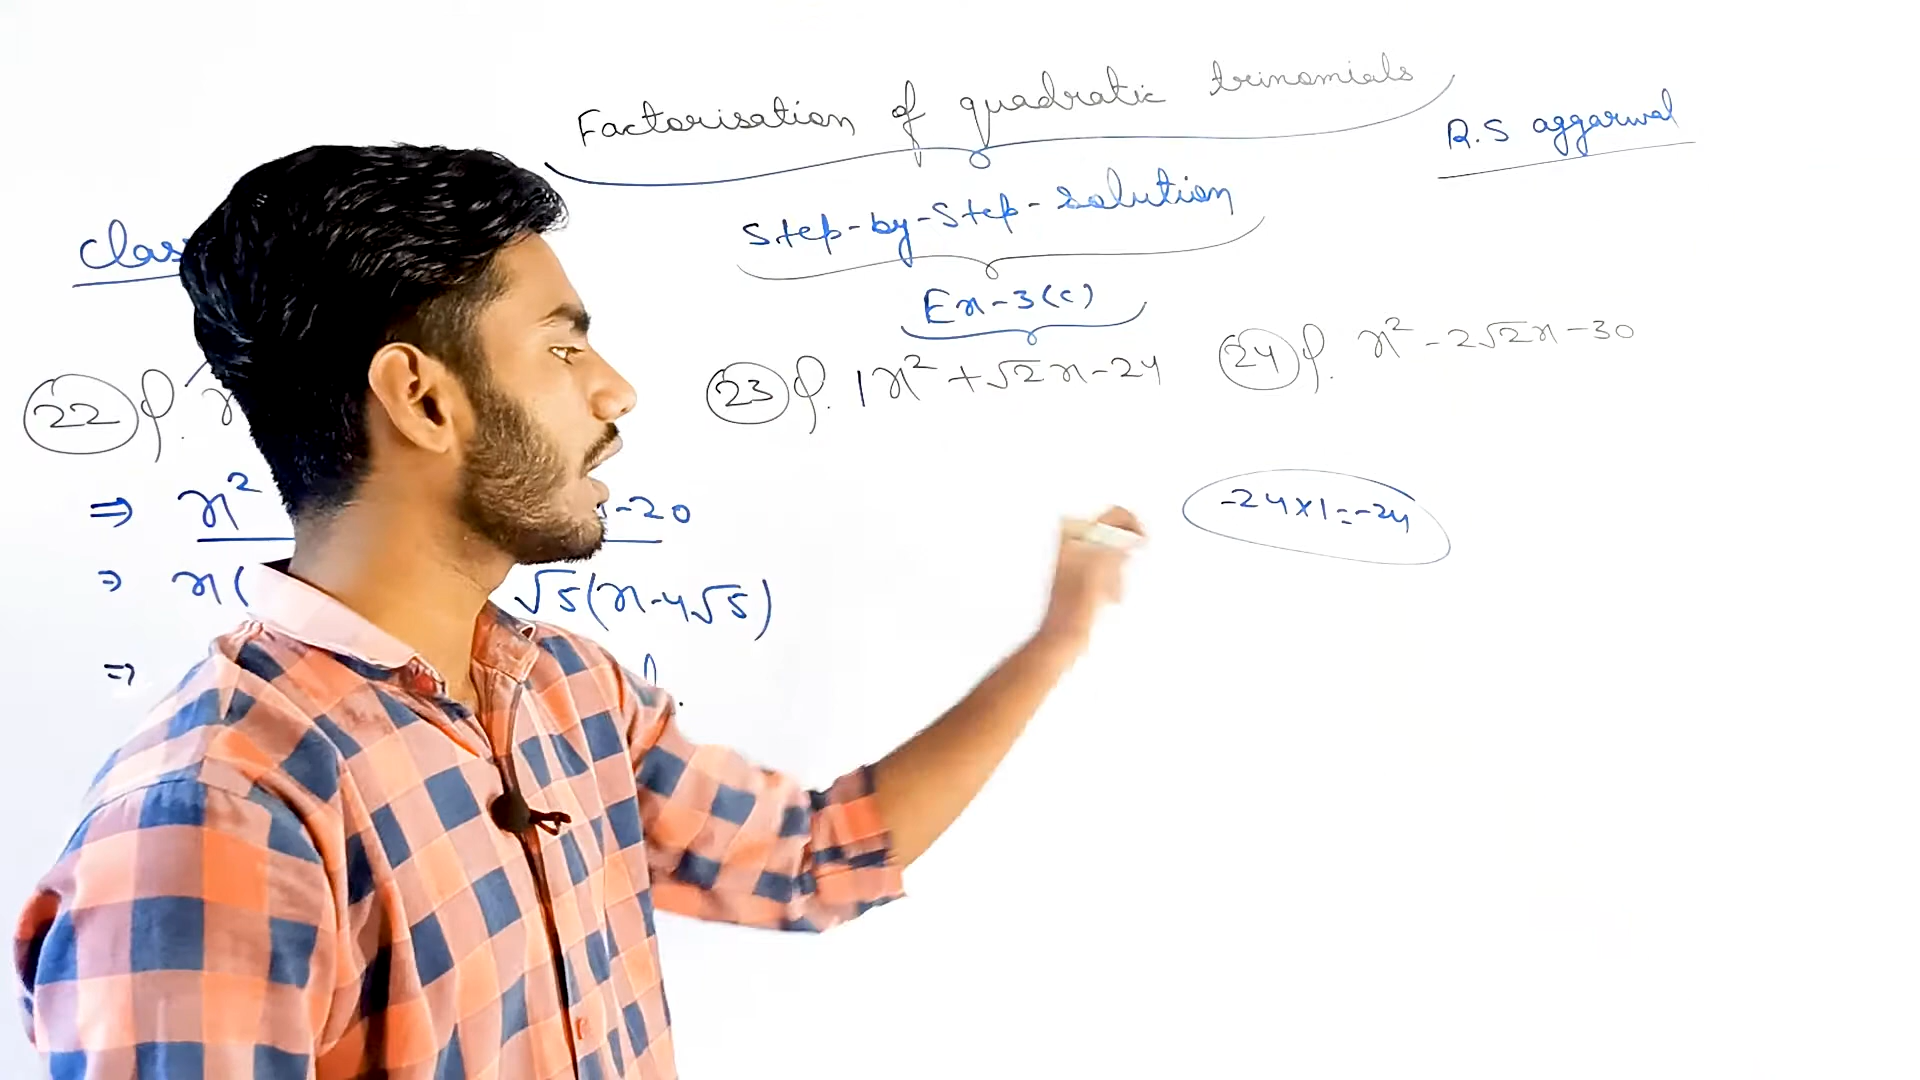 Factorisation of quadratic trinomials
R.S aggarwal
Step-by-Step-solution
Ex-3(c)
22
23 1x² + √2x - 24
24 x² - 2√2x - 30
⇒ x² -20
⇒ x( √5(x-4√5)
⇒
-24×1=-24